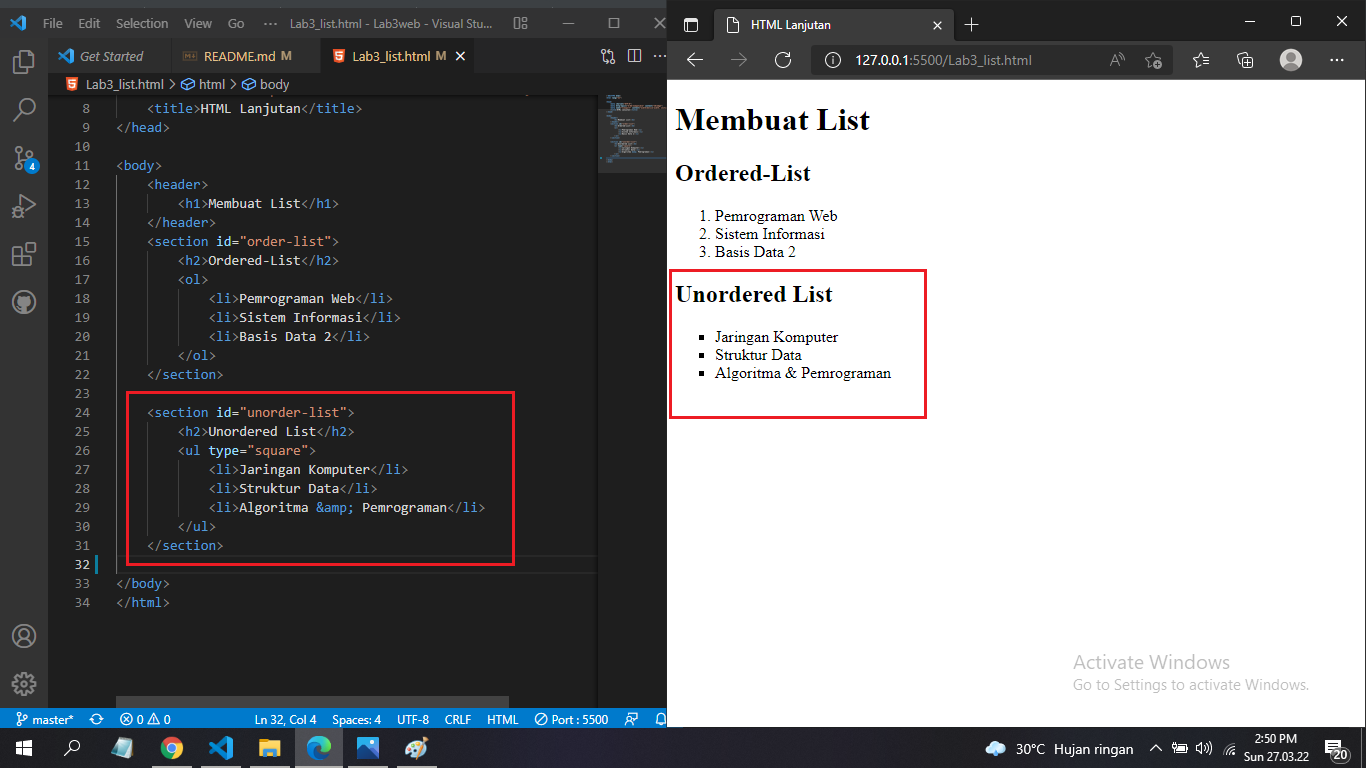 File Edit Selection View Go ··· Lab3_list.html - Lab3web - Visual Stu...
Get Started README.md M Lab3_list.html M
Lab3_list.html > html > body
8 <title>HTML Lanjutan</title>
9 </head>
10
11 <body>
12 <header>
13 <h1>Membuat List</h1>
14 </header>
15 <section id="order-list">
16 <h2>Ordered-List</h2>
17 <ol>
18 <li>Pemrograman Web</li>
19 <li>Sistem Informasi</li>
20 <li>Basis Data 2</li>
21 </ol>
22 </section>
23
24 <section id="unorder-list">
25 <h2>Unordered List</h2>
26 <ul type="square">
27 <li>Jaringan Komputer</li>
28 <li>Struktur Data</li>
29 <li>Algoritma &amp; Pemrograman</li>
30 </ul>
31 </section>
32
33 </body>
34 </html>
4
master* 0 0 Ln 32, Col 4 Spaces: 4 UTF-8 CRLF HTML Port : 5500
HTML Lanjutan
127.0.0.1:5500/Lab3_list.html
Membuat List
Ordered-List
1. Pemrograman Web
2. Sistem Informasi
3. Basis Data 2
Unordered List
▪ Jaringan Komputer
▪ Struktur Data
▪ Algoritma & Pemrograman
Activate Windows
Go to Settings to activate Windows.
30°C Hujan ringan
2:50 PM
Sun 27.03.22
20